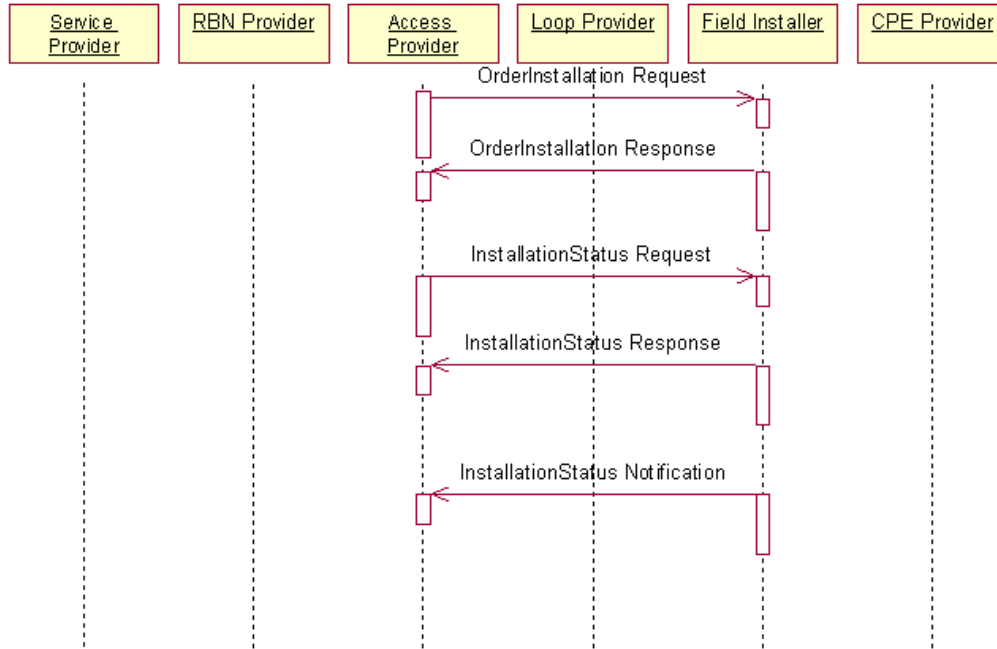 Service
Provider
RBN Provider
Access
Provider
Loop Provider
Field Installer
CPE Provider
OrderInstallation Request
OrderInstallation Response
InstallationStatus Request
InstallationStatus Response
InstallationStatus Notification